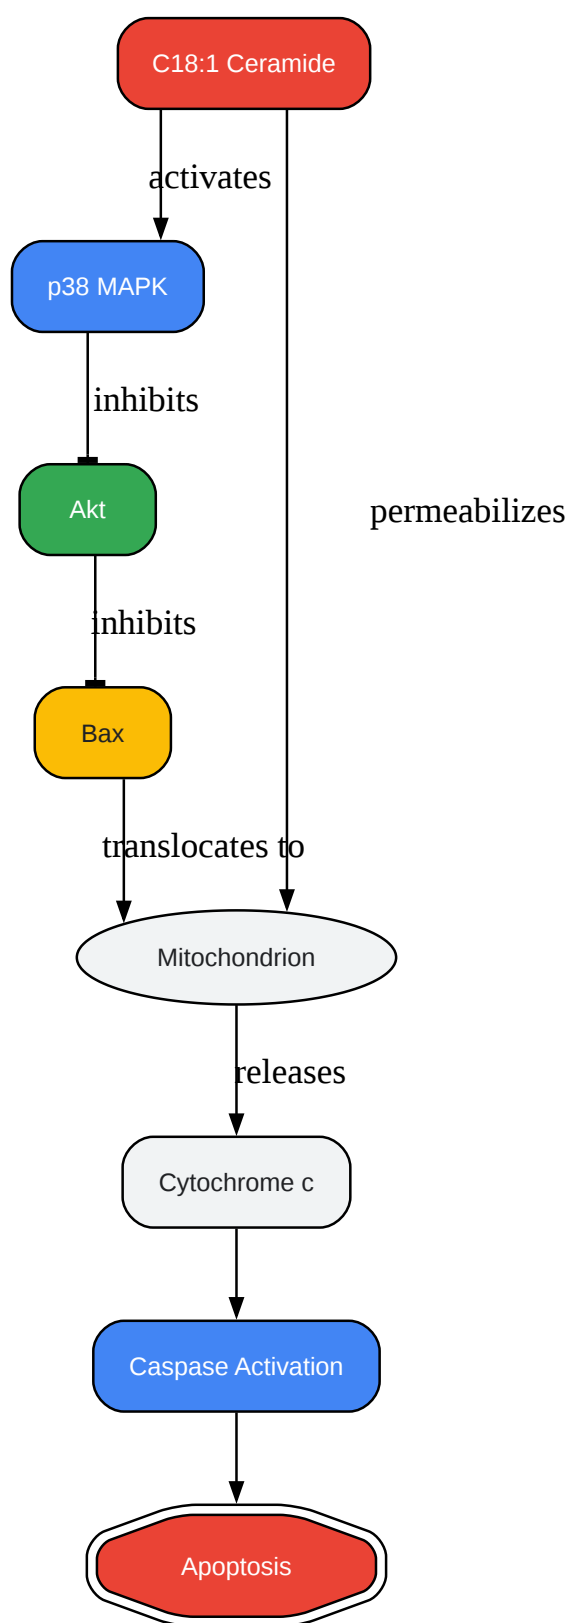 C18:1 Ceramide
activates
p38 MAPK
inhibits
Akt
permeabilizes
inhibits
Bax
translocates to
Mitochondrion
releases
Cytochrome c
Caspase Activation
Apoptosis